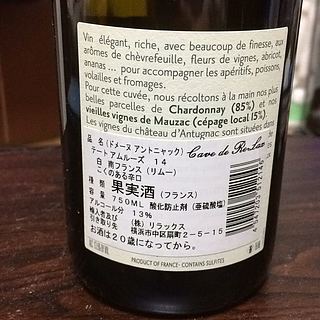 Vin élégant, riche, avec beaucoup de finesse, aux
arômes de chèvrefeuille, fleurs de vignes, abricot,
ananas ... pour accompagner les apéritifs, poissons,
volailles et fromages.
Pour cette cuvée, nous récoltons à la main nos plus
belles parcelles de Chardonnay (85%) et nos
vieilles vignes de Mauzac (cépage local 15%).
Les vignes du château d'Antugnac sont situées dans
品 名 (ドメーヌ アントニャック)
テート アムルーズ 14
白 南フランス (リムー)
こくのある辛口
種 類 果実酒 (フランス)
容量 750ML 酸化防止剤 (亜硫酸塩)
アルコール分 13%
輸入者及び (株) リラックス
引き取り先 横浜市中区扇町2-5-15
お酒は20歳になってから。
PRODUCT OF FRANCE - CONTAINS SULFITES